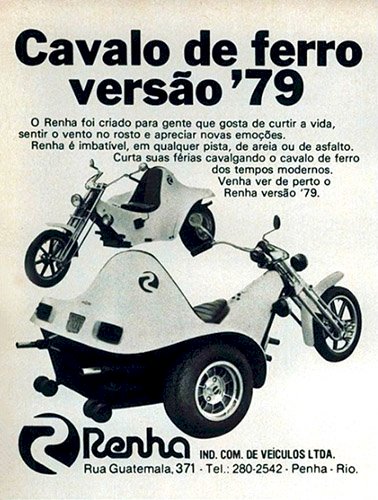 Cavalo de ferro
versão '79
O Renha foi criado para gente que gosta de curtir a vida,
sentir o vento no rosto e apreciar novas emoções.
Renha é imbatível, em qualquer pista, de areia ou de asfalto.
Curta suas férias cavalgando o cavalo de ferro
dos tempos modernos.
Venha ver de perto o
Renha versão '79.
Renha IND. COM. DE VEÍCULOS LTDA.
Rua Guatemala, 371 - Tel.: 280-2542 - Penha - Rio.